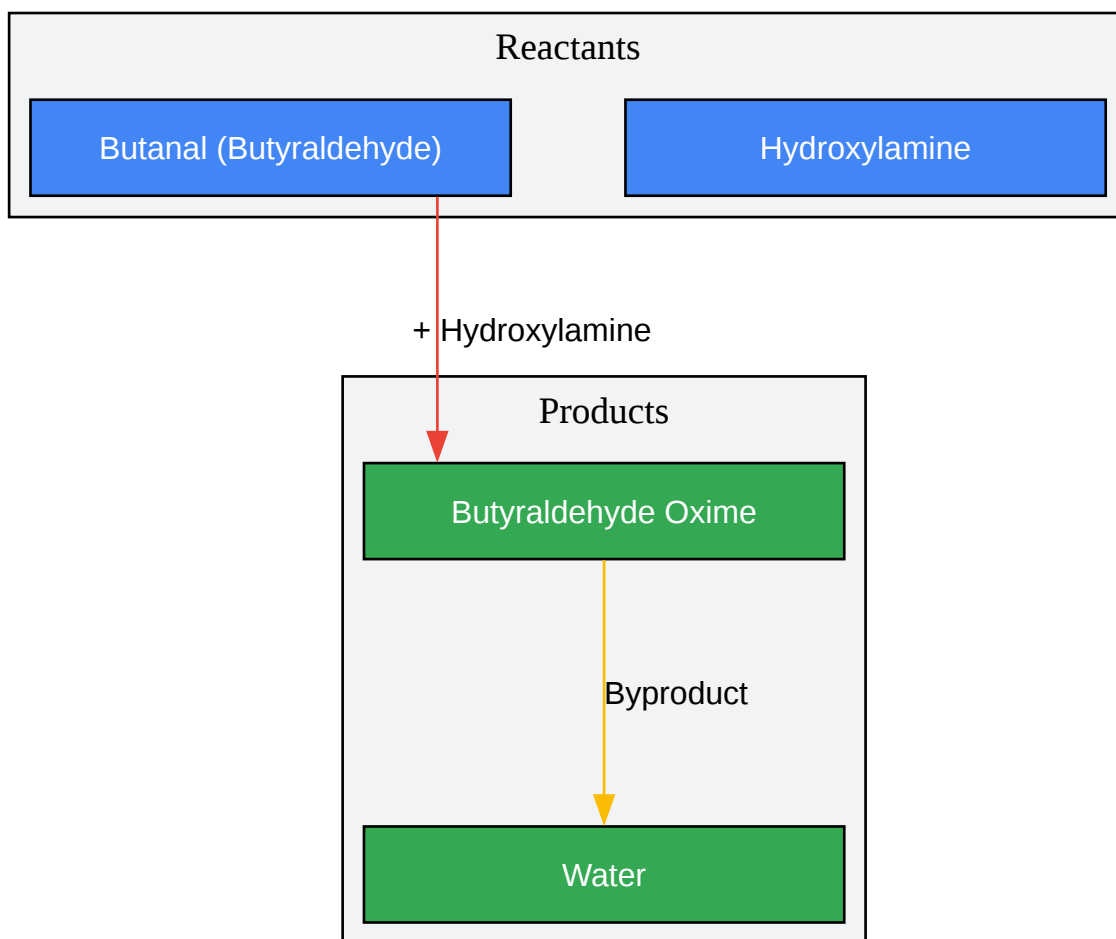 Reactants
Butanal (Butyraldehyde)
Hydroxylamine
+ Hydroxylamine
Products
Butyraldehyde Oxime
Byproduct
Water